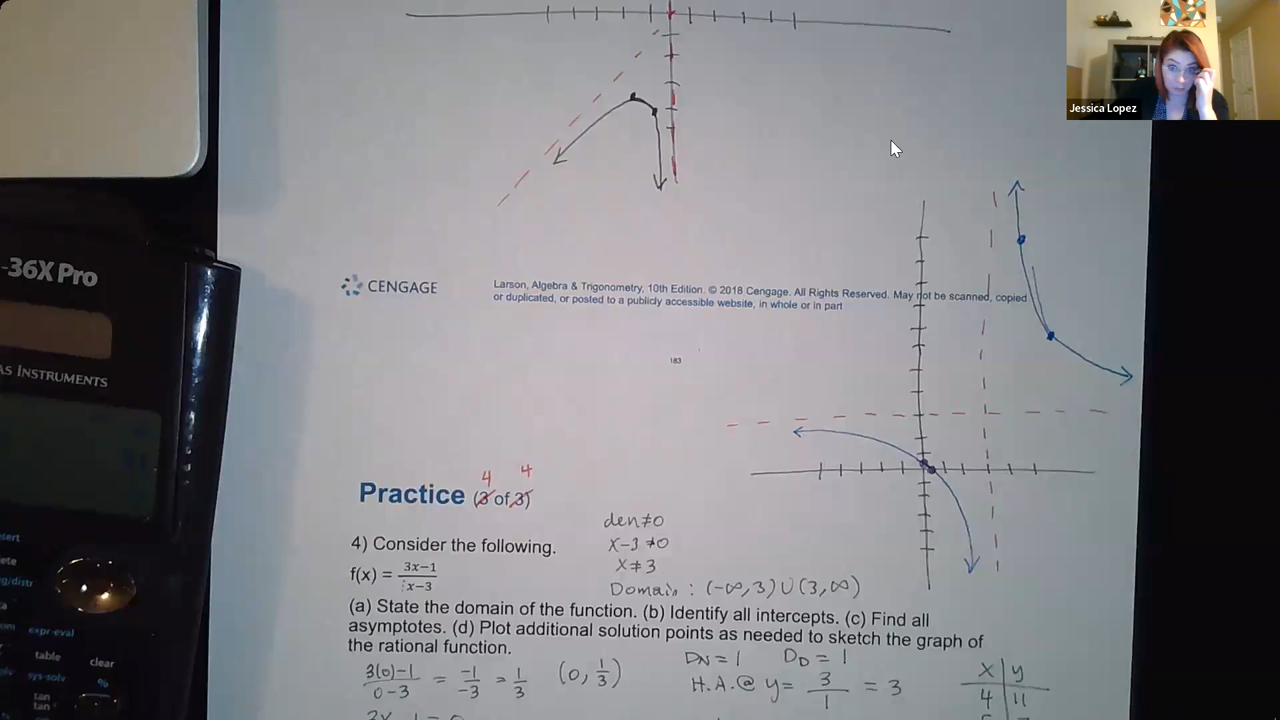 Jessica Lopez
-36X Pro
AS INSTRUMENTS
CENGAGE
Larson, Algebra & Trigonometry, 10th Edition. © 2018 Cengage. All Rights Reserved. May not be scanned, copied
or duplicated, or posted to a publicly accessible website, in whole or in part
183
4 4
Practice (3 of 3)
den≠0
x-3≠0
x≠3
Domain: (-∞,3)∪(3,∞)
4) Consider the following.
f(x) = 3x−1
x−3
(a) State the domain of the function. (b) Identify all intercepts. (c) Find all
asymptotes. (d) Plot additional solution points as needed to sketch the graph of
the rational function.
3(0)-1 = -1 = 1 (0, 1/3)
0-3 -3 3
DN = 1 DD = 1
H.A.@ y= 3/1 = 3
x y
4 11
expr-eval
table clear
%
tan
tan